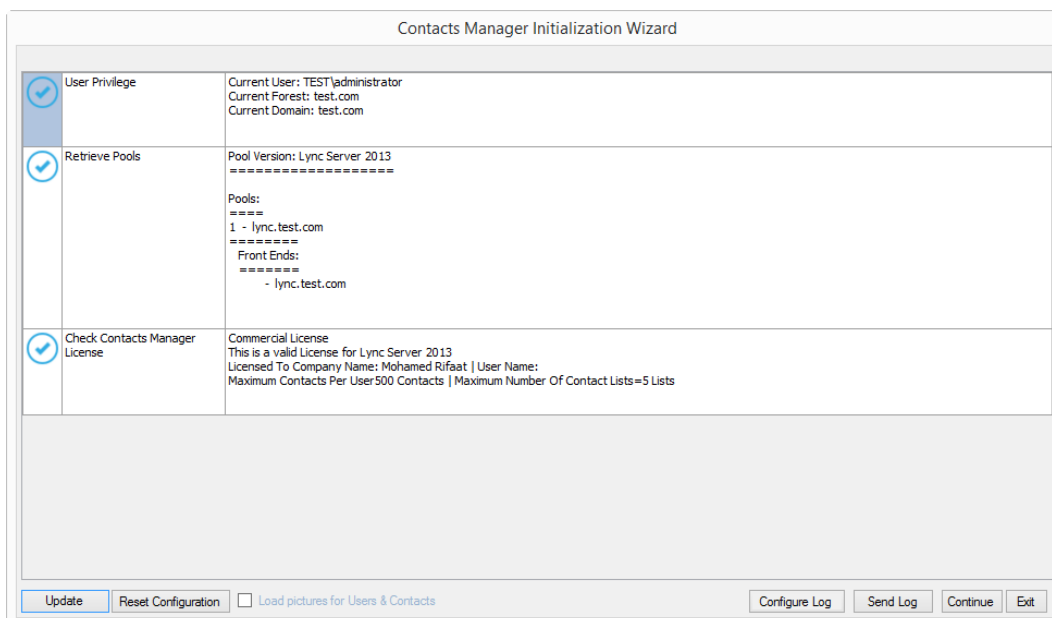 Contacts Manager Initialization Wizard
User Privilege
Current User: TEST\administrator
Current Forest: test.com
Current Domain: test.com
Retrieve Pools
Pool Version: Lync Server 2013
===================
Pools:
====
1 - lync.test.com
========
Front Ends:
=======
- lync.test.com
Check Contacts Manager
License
Commercial License
This is a valid License for Lync Server 2013
Licensed To Company Name: Mohamed Rifaat | User Name:
Maximum Contacts Per User500 Contacts | Maximum Number Of Contact Lists=5 Lists
Update
Reset Configuration
Load pictures for Users & Contacts
Configure Log
Send Log
Continue
Exit